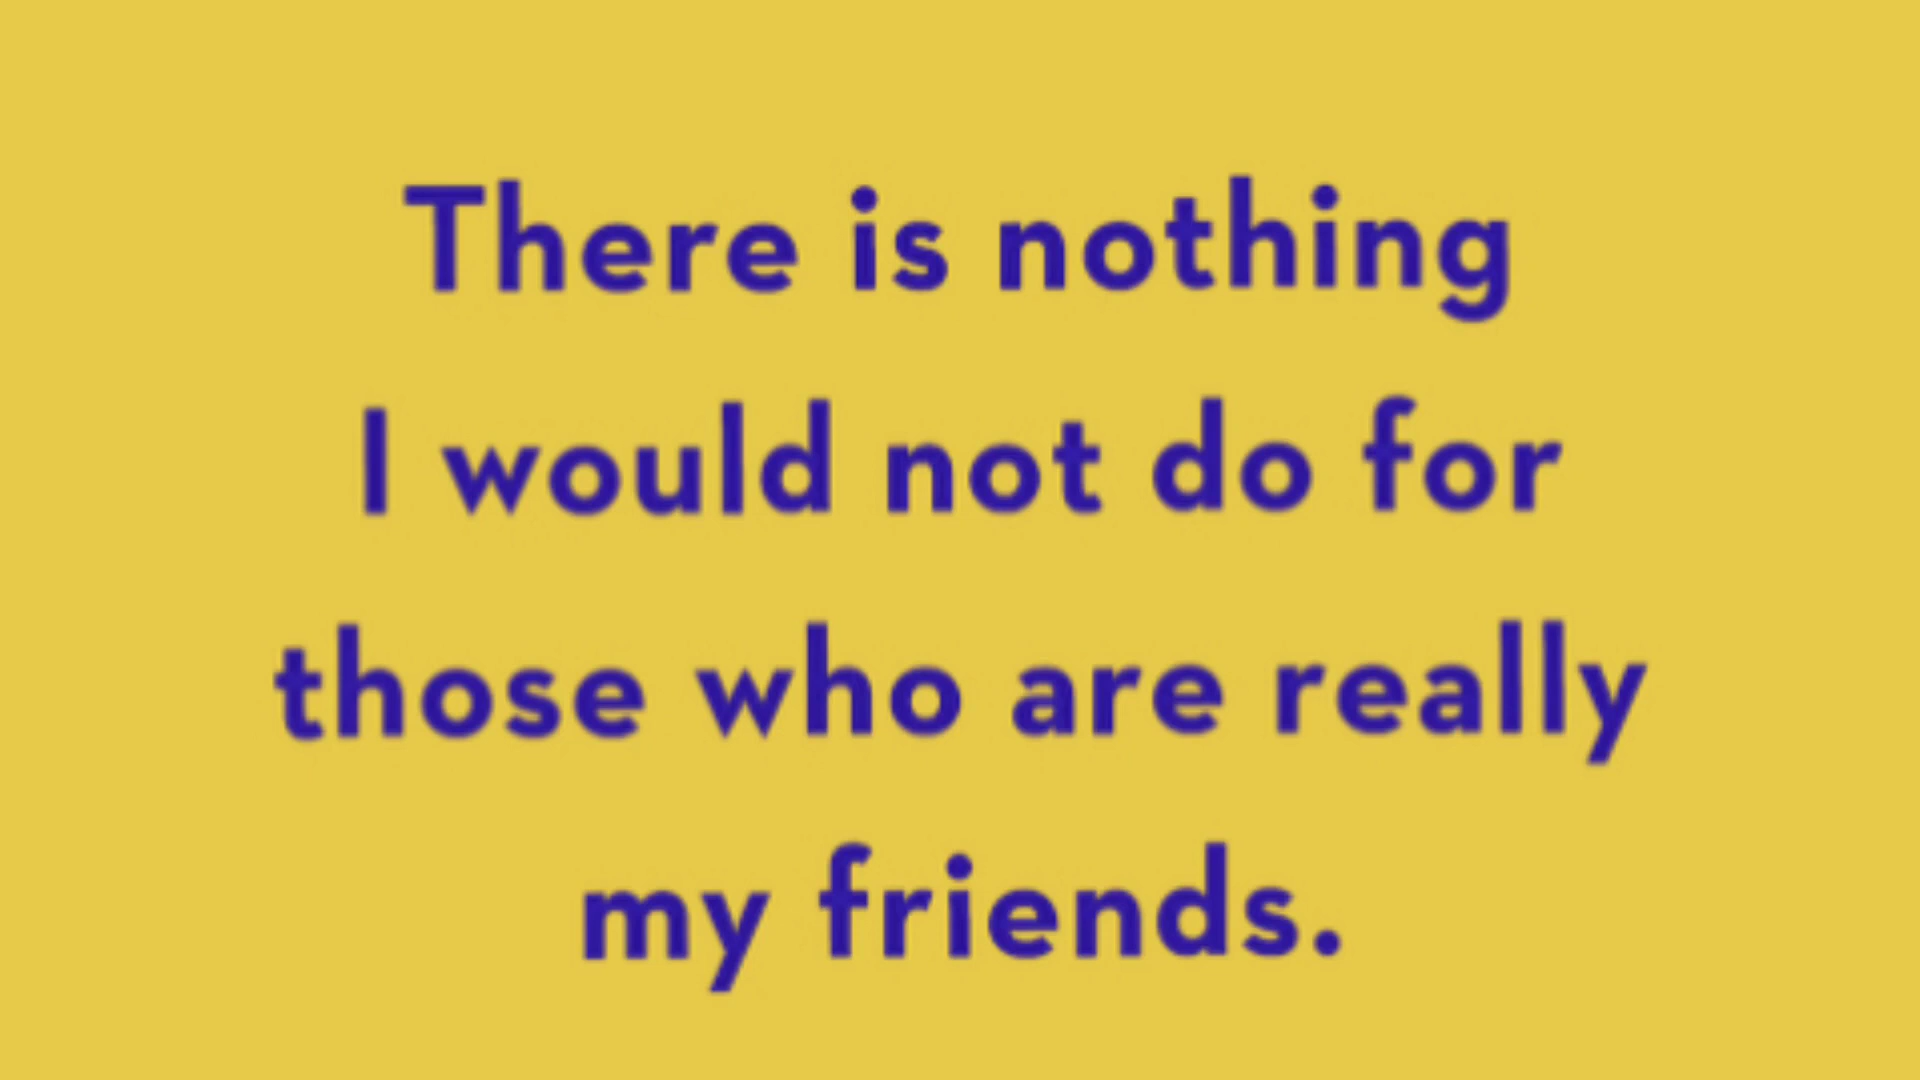 There is nothing
I would not do for
those who are really
my friends.